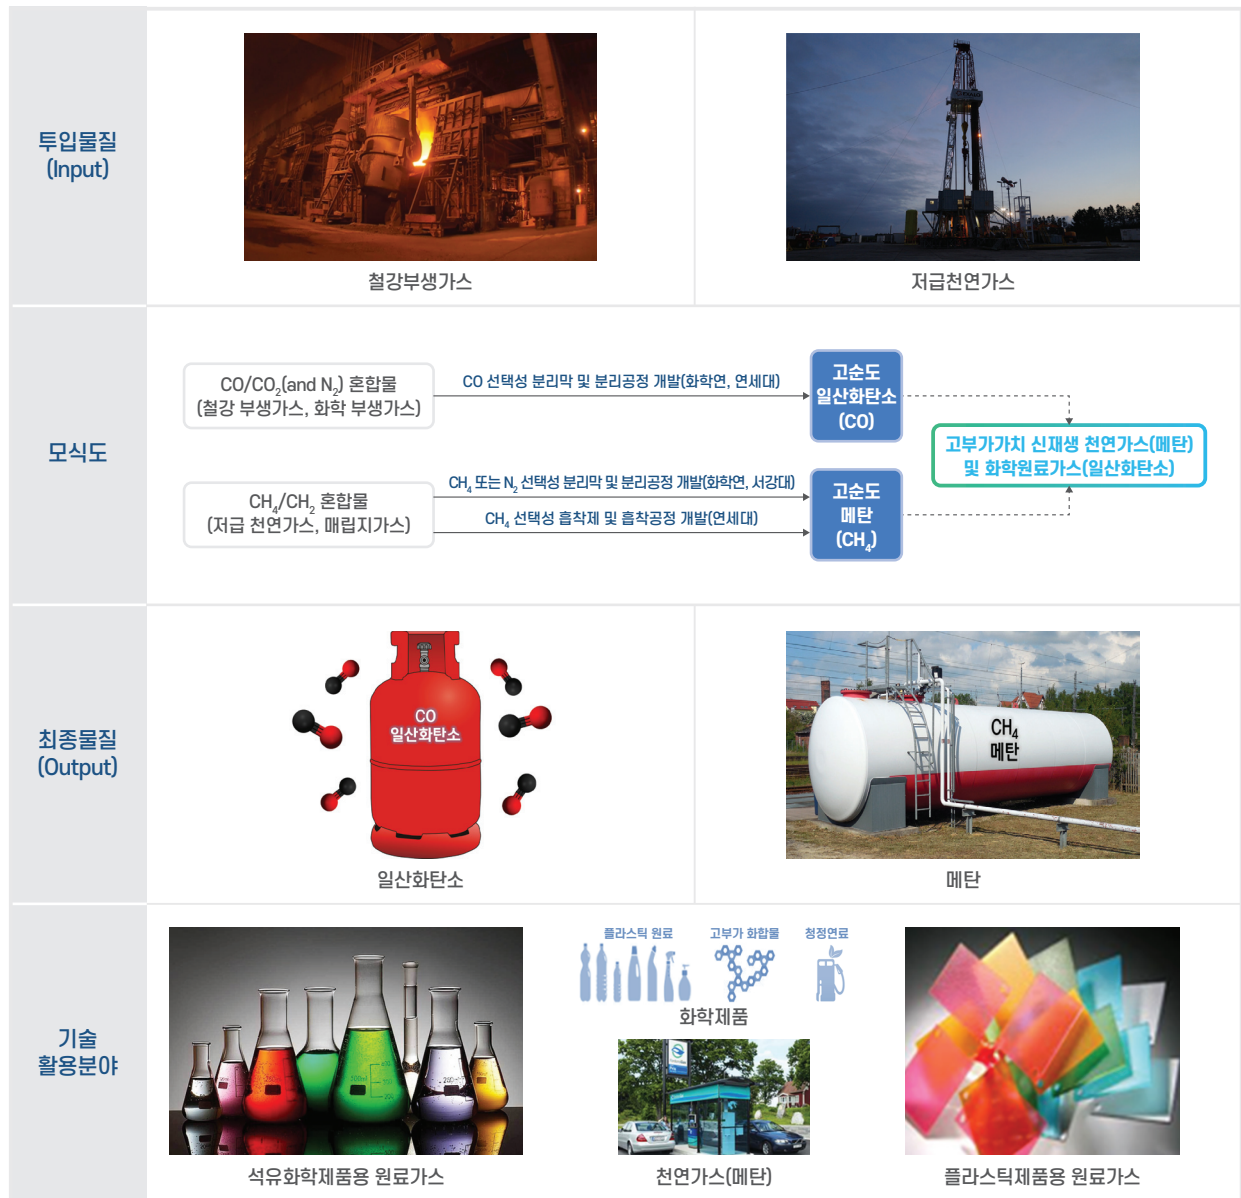 투입물질
(Input)
철강부생가스
저급천연가스
모식도
CO/CO₂(and N₂) 혼합물
(철강 부생가스, 화학 부생가스)
CO 선택성 분리막 및 분리공정 개발(화학연, 연세대)
고순도
일산화탄소
(CO)
고부가가치 신재생 천연가스(메탄)
및 화학원료가스(일산화탄소)
CH₄/CH₂ 혼합물
(저급 천연가스, 매립지가스)
CH₄ 또는 N₂ 선택성 분리막 및 분리공정 개발(화학연, 서강대)
CH₄ 선택성 흡착제 및 흡착공정 개발(연세대)
고순도
메탄
(CH₄)
최종물질
(Output)
CO
일산화탄소
일산화탄소
CH₄
메탄
메탄
기술
활용분야
석유화학제품용 원료가스
플라스틱 원료
고부가 화합물
청정연료
화학제품
천연가스(메탄)
플라스틱제품용 원료가스